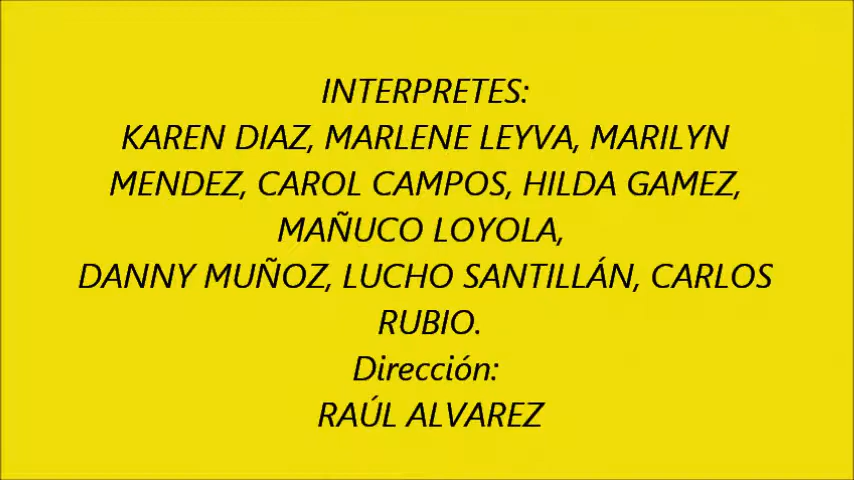 INTERPRETES:
KAREN DIAZ, MARLENE LEYVA, MARILYN
MENDEZ, CAROL CAMPOS, HILDA GAMEZ,
MAÑUCO LOYOLA,
DANNY MUÑOZ, LUCHO SANTILLÁN, CARLOS
RUBIO.
Dirección:
RAÚL ALVAREZ